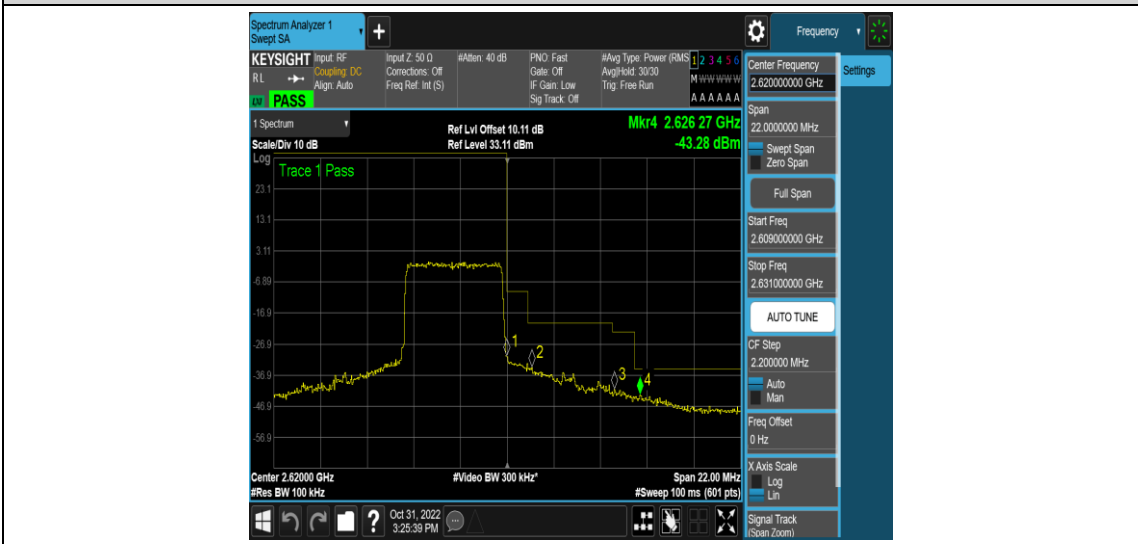 Spectrum Analyzer 1
Swept SA
+
Frequency
KEYSIGHT
RL
LXI
PASS
Input: RF
Coupling: DC
Align: Auto
Input Z: 50 Ω
Corrections: Off
Freq Ref: Int (S)
#Atten: 40 dB
PNO: Fast
Gate: Off
IF Gain: Low
Sig Track: Off
#Avg Type: Power (RMS
Avg|Hold: 30/30
Trig: Free Run
1 2 3 4 5 6
M W W W W W
A A A A A A
1 Spectrum
Scale/Div 10 dB
Ref Lvl Offset 10.11 dB
Ref Level 33.11 dBm
Mkr4 2.626 27 GHz
-43.28 dBm
Log
Trace 1 Pass
23.1
13.1
3.11
-6.89
-16.9
-26.9
-36.9
-46.9
-56.9
1
2
3
4
Center 2.62000 GHz
#Res BW 100 kHz
#Video BW 300 kHz*
Span 22.00 MHz
#Sweep 100 ms (601 pts)
?
Oct 31, 2022
3:25:39 PM
Center Frequency
2.620000000 GHz
Settings
Span
22.0000000 MHz
Swept Span
Zero Span
Full Span
Start Freq
2.609000000 GHz
Stop Freq
2.631000000 GHz
AUTO TUNE
CF Step
2.200000 MHz
Auto
Man
Freq Offset
0 Hz
X Axis Scale
Log
Lin
Signal Track
(Span Zoom)